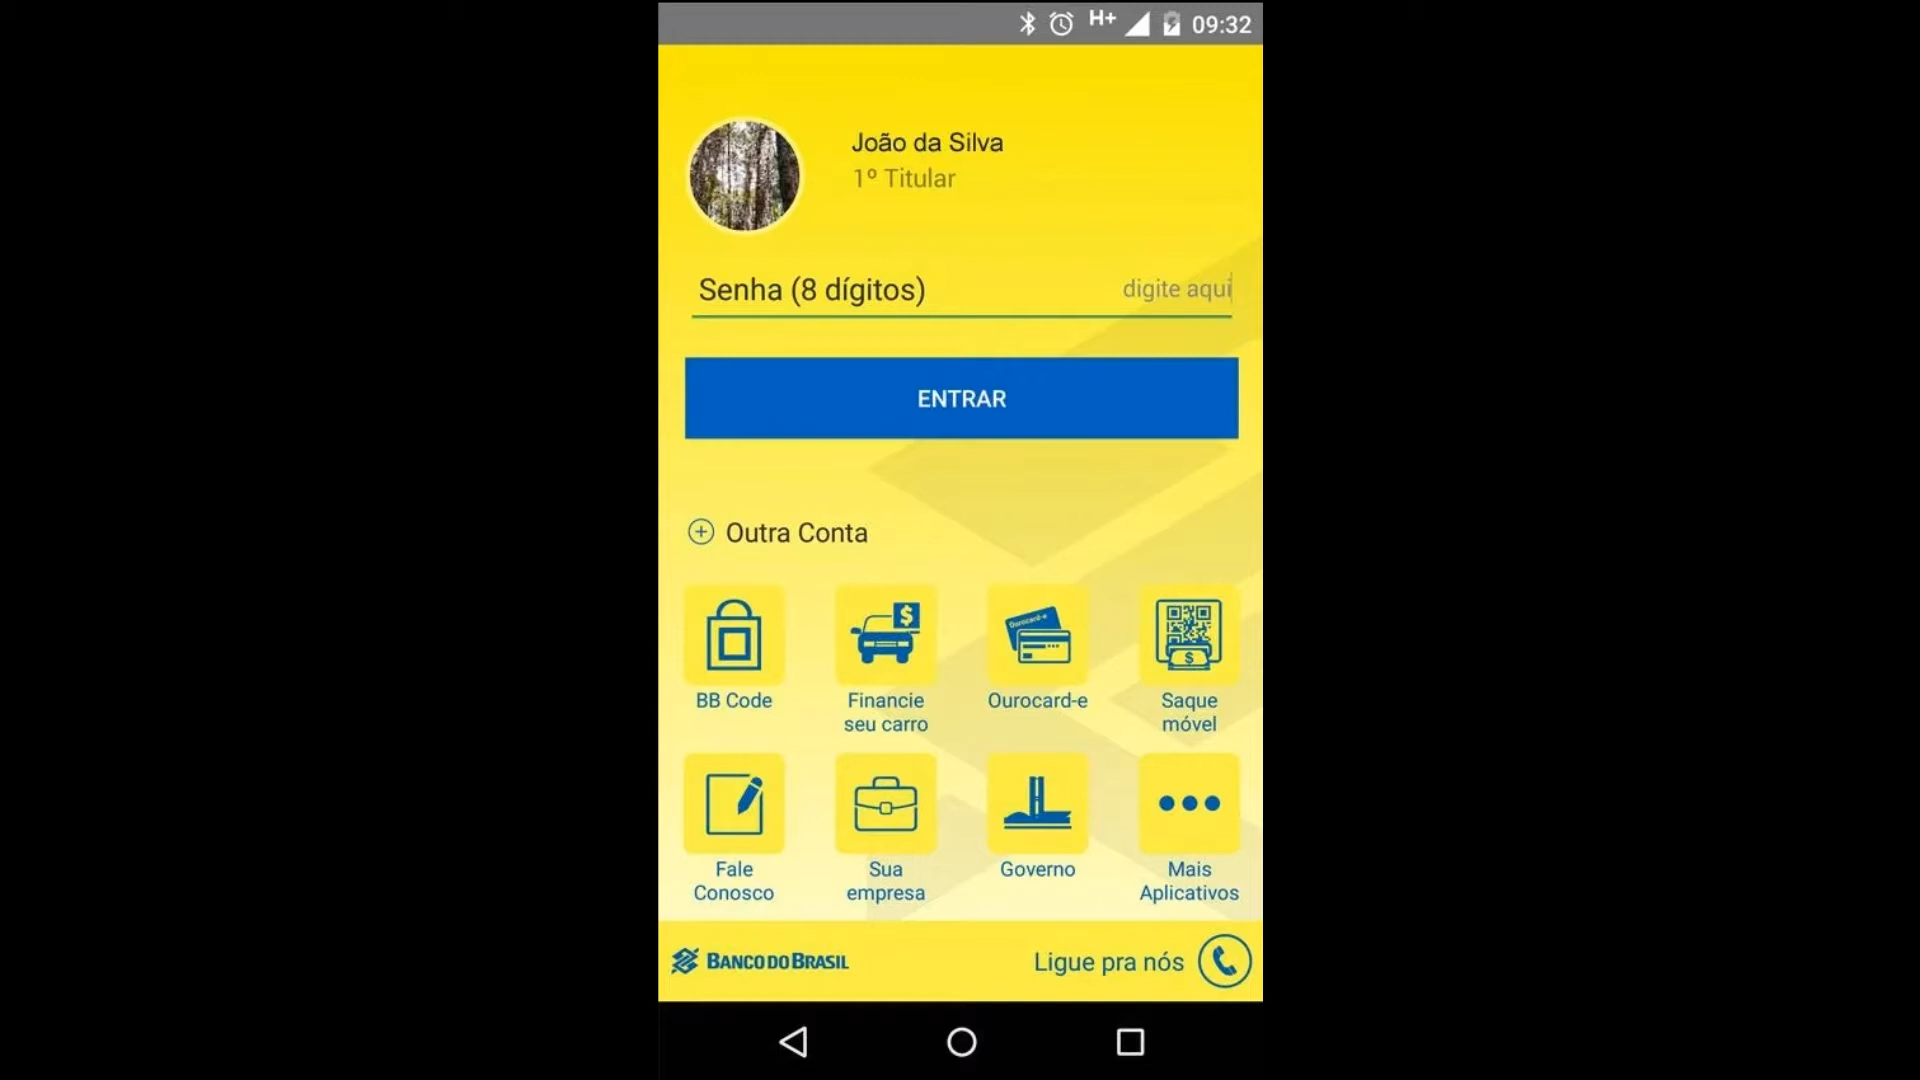 H+ 09:32
João da Silva
1º Titular
Senha (8 dígitos) digite aqui
ENTRAR
Outra Conta
Ourocard-e
BB Code
Financie
seu carro
Ourocard-e
Saque
móvel
Fale
Conosco
Sua
empresa
Governo
Mais
Aplicativos
BANCO DO BRASIL
Ligue pra nós